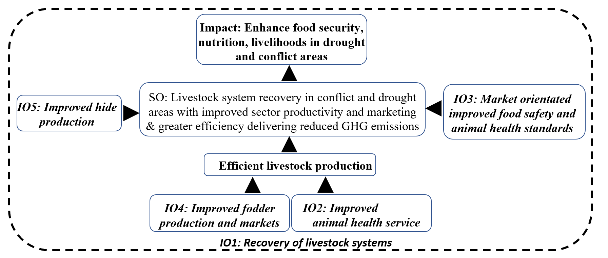 Impact: Enhance food security,
nutrition, livelihoods in drought
and conflict areas
IO5: Improved hide
production
SO: Livestock system recovery in conflict and drought
areas with improved sector productivity and marketing
& greater efficiency delivering reduced GHG emissions
IO3: Market orientated
improved food safety and
animal health standards
Efficient livestock production
IO4: Improved fodder
production and markets
IO2: Improved
animal health service
IO1: Recovery of livestock systems